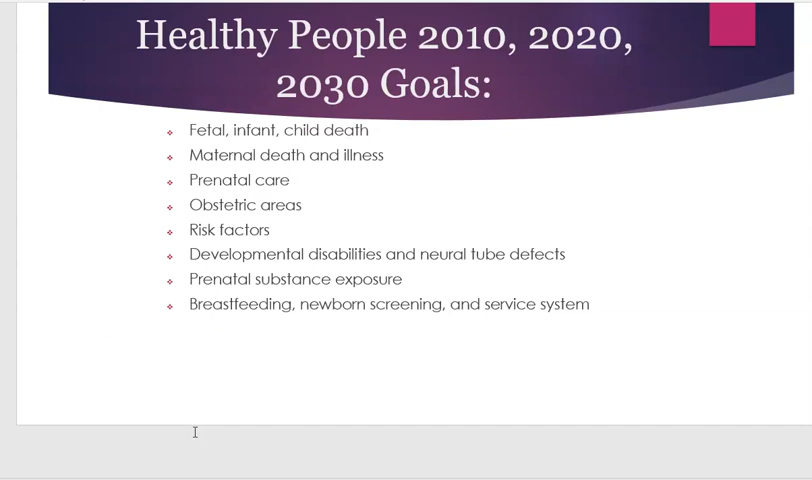 Healthy People 2010, 2020,
2030 Goals:
Fetal, infant, child death
Maternal death and illness
Prenatal care
Obstetric areas
Risk factors
Developmental disabilities and neural tube defects
Prenatal substance exposure
Breastfeeding, newborn screening, and service system